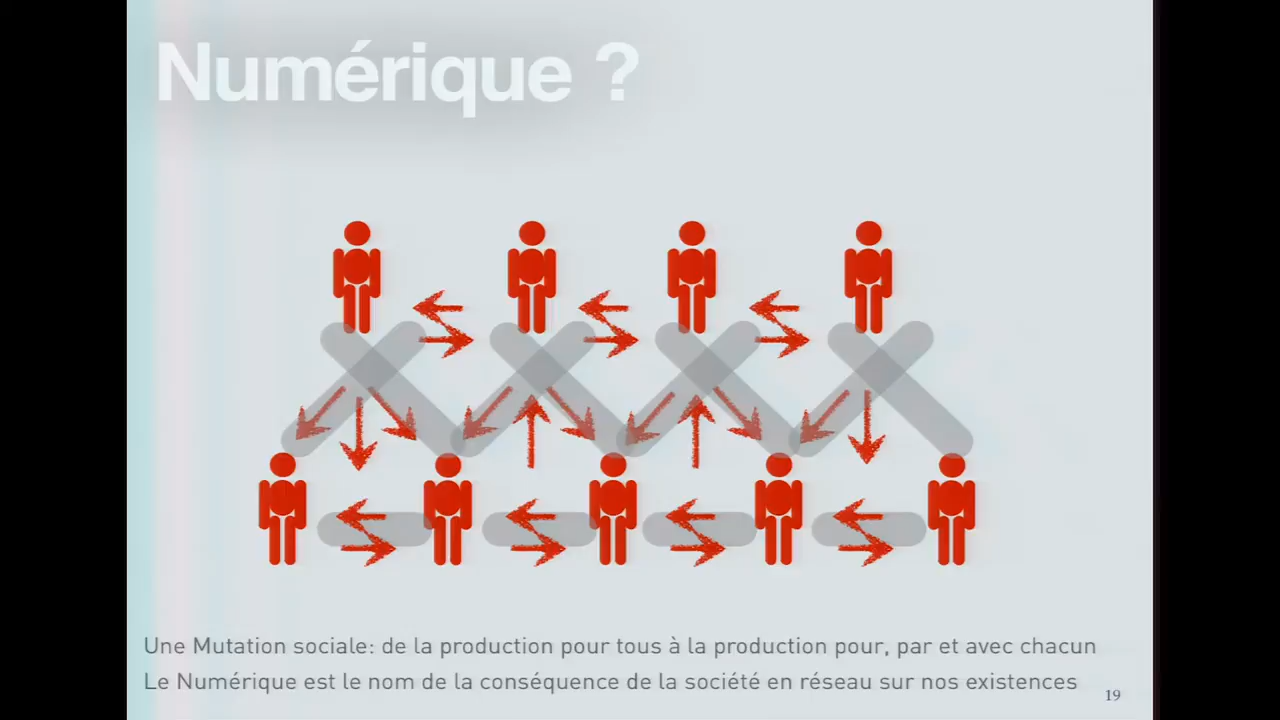 Numérique ?
Une Mutation sociale: de la production pour tous à la production pour, par et avec chacun
Le Numérique est le nom de la conséquence de la société en réseau sur nos existences
19